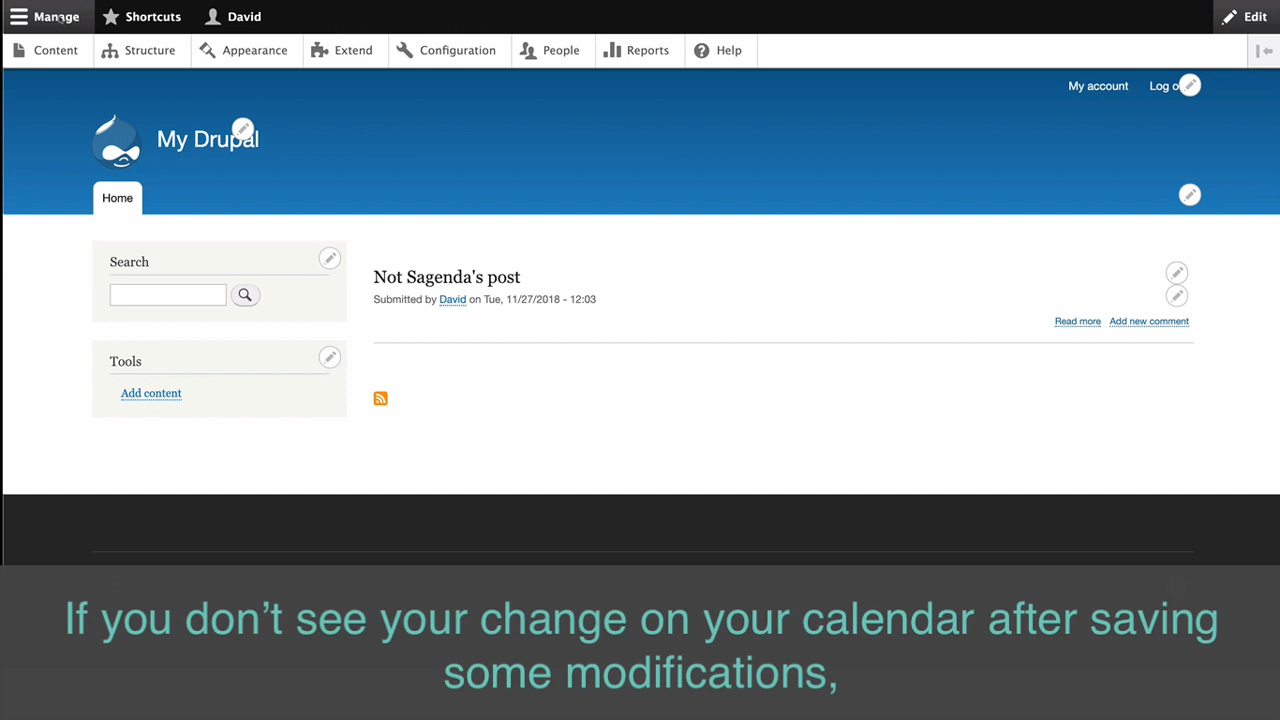 Manage Shortcuts David Edit
Content Structure Appearance Extend Configuration People Reports Help
My account Log o
My Drupal
Home
Search
Not Sagenda's post
Submitted by David on Tue, 11/27/2018 - 12:03
Read more Add new comment
Tools
Add content
If you don't see your change on your calendar after saving
some modifications,